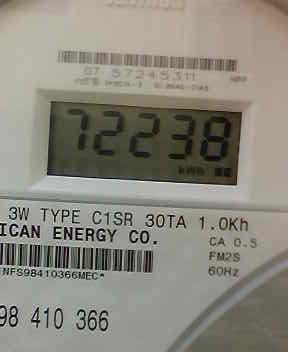 07 57245311
72238
kWh
3W TYPE C1SR 30TA 1.0Kh
ICAN ENERGY CO.
CA 0.5
FM2S
60Hz
NFS98410366MEC*
98 410 366